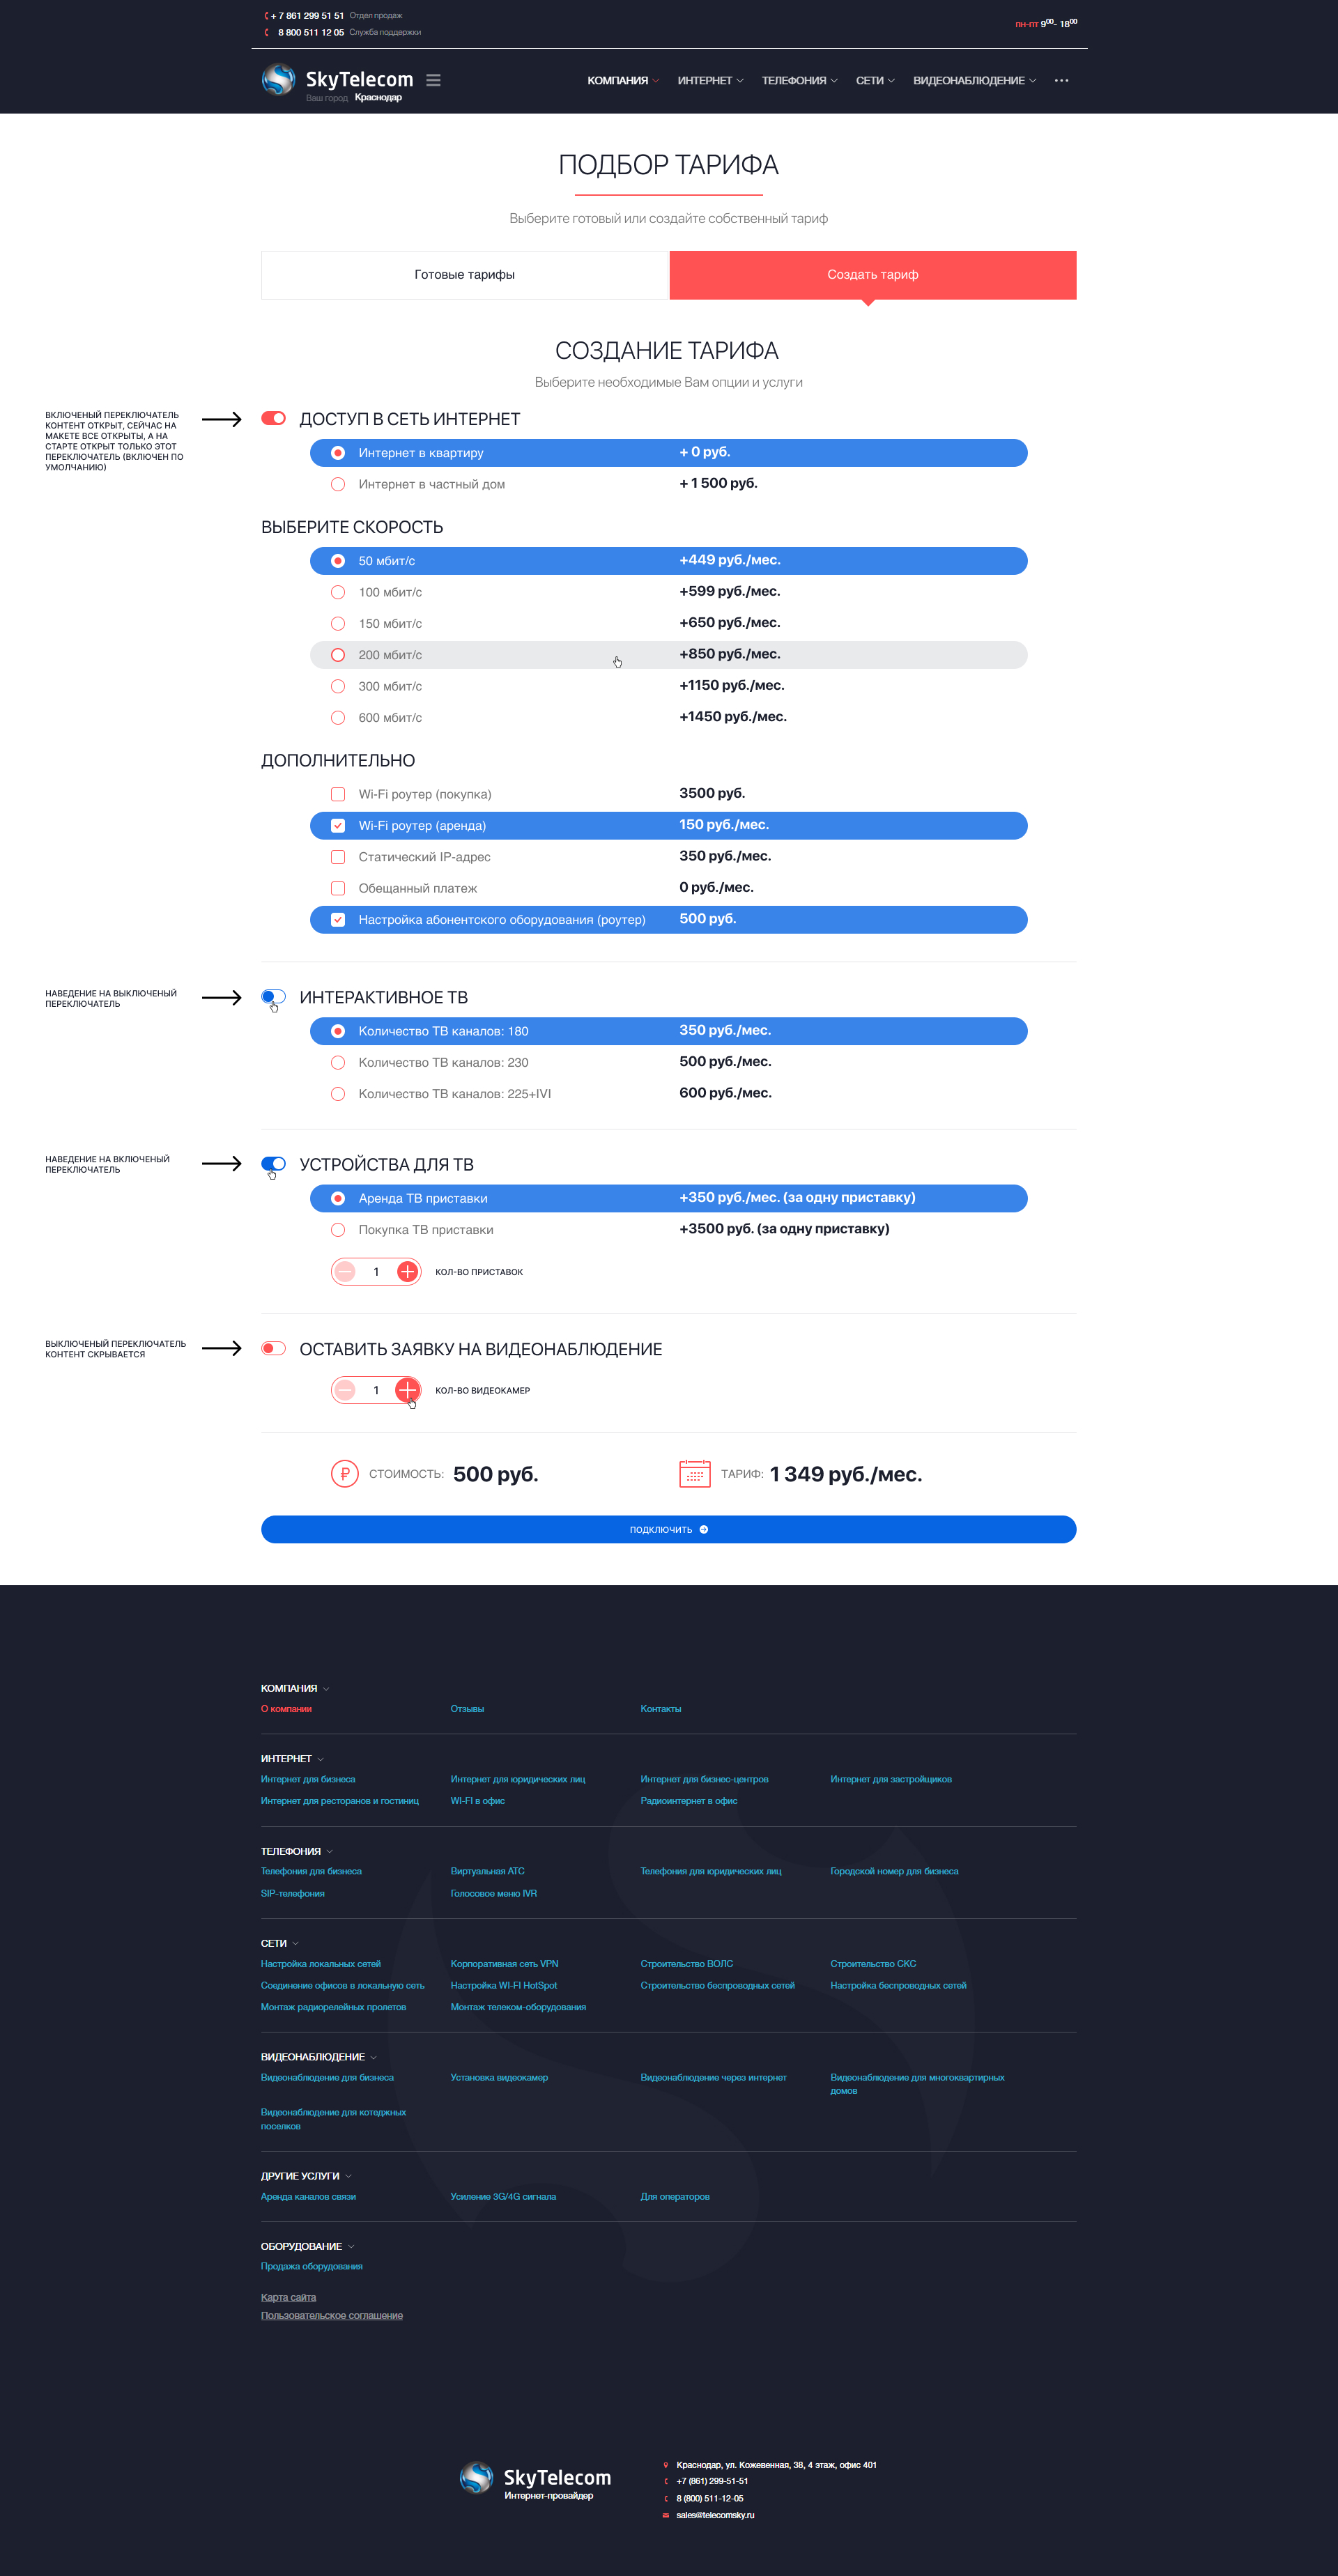 + 7 861 299 51 51 Отдел продаж
8 800 511 12 05 Служба поддержки
пн-пт 9⁰⁰- 18⁰⁰
SkyTelecom
Ваш город Краснодар
КОМПАНИЯ ИНТЕРНЕТ ТЕЛЕФОНИЯ СЕТИ ВИДЕОНАБЛЮДЕНИЕ
ПОДБОР ТАРИФА
Выберите готовый или создайте собственный тариф
Готовые тарифы
Создать тариф
СОЗДАНИЕ ТАРИФА
Выберите необходимые Вам опции и услуги
ВКЛЮЧЕНЫЙ ПЕРЕКЛЮЧАТЕЛЬ
КОНТЕНТ ОТКРЫТ, СЕЙЧАС НА
МАКЕТЕ ВСЕ ОТКРЫТЫ, А НА
СТАРТЕ ОТКРЫТ ТОЛЬКО ЭТОТ
ПЕРЕКЛЮЧАТЕЛЬ (ВКЛЮЧЕН ПО
УМОЛЧАНИЮ)
ДОСТУП В СЕТЬ ИНТЕРНЕТ
Интернет в квартиру + 0 руб.
Интернет в частный дом + 1 500 руб.
ВЫБЕРИТЕ СКОРОСТЬ
50 мбит/с +449 руб./мес.
100 мбит/с +599 руб./мес.
150 мбит/с +650 руб./мес.
200 мбит/с +850 руб./мес.
300 мбит/с +1150 руб./мес.
600 мбит/с +1450 руб./мес.
ДОПОЛНИТЕЛЬНО
Wi-Fi роутер (покупка) 3500 руб.
Wi-Fi роутер (аренда) 150 руб./мес.
Статический IP-адрес 350 руб./мес.
Обещанный платеж 0 руб./мес.
Настройка абонентского оборудования (роутер) 500 руб.
НАВЕДЕНИЕ НА ВЫКЛЮЧЕНЫЙ
ПЕРЕКЛЮЧАТЕЛЬ
ИНТЕРАКТИВНОЕ ТВ
Количество ТВ каналов: 180 350 руб./мес.
Количество ТВ каналов: 230 500 руб./мес.
Количество ТВ каналов: 225+IVI 600 руб./мес.
НАВЕДЕНИЕ НА ВКЛЮЧЕНЫЙ
ПЕРЕКЛЮЧАТЕЛЬ
УСТРОЙСТВА ДЛЯ ТВ
Аренда ТВ приставки +350 руб./мес. (за одну приставку)
Покупка ТВ приставки +3500 руб. (за одну приставку)
1 КОЛ-ВО ПРИСТАВОК
ВЫКЛЮЧЕНЫЙ ПЕРЕКЛЮЧАТЕЛЬ
КОНТЕНТ СКРЫВАЕТСЯ
ОСТАВИТЬ ЗАЯВКУ НА ВИДЕОНАБЛЮДЕНИЕ
1 КОЛ-ВО ВИДЕОКАМЕР
СТОИМОСТЬ: 500 руб.
ТАРИФ: 1 349 руб./мес.
ПОДКЛЮЧИТЬ
КОМПАНИЯ
О компании Отзывы Контакты
ИНТЕРНЕТ
Интернет для бизнеса Интернет для юридических лиц Интернет для бизнес-центров Интернет для застройщиков
Интернет для ресторанов и гостиниц WI-FI в офис Радиоинтернет в офис
ТЕЛЕФОНИЯ
Телефония для бизнеса Виртуальная АТС Телефония для юридических лиц Городской номер для бизнеса
SIP-телефония Голосовое меню IVR
СЕТИ
Настройка локальных сетей Корпоративная сеть VPN Строительство ВОЛС Строительство СКС
Соединение офисов в локальную сеть Настройка WI-FI HotSpot Строительство беспроводных сетей Настройка беспроводных сетей
Монтаж радиорелейных пролетов Монтаж телеком-оборудования
ВИДЕОНАБЛЮДЕНИЕ
Видеонаблюдение для бизнеса Установка видеокамер Видеонаблюдение через интернет Видеонаблюдение для многоквартирных
домов
Видеонаблюдение для котеджных
поселков
ДРУГИЕ УСЛУГИ
Аренда каналов связи Усиление 3G/4G сигнала Для операторов
ОБОРУДОВАНИЕ
Продажа оборудования
Карта сайта
Пользовательское соглашение
SkyTelecom
Интернет-провайдер
Краснодар, ул. Кожевенная, 38, 4 этаж, офис 401
+7 (861) 299-51-51
8 (800) 511-12-05
sales@telecomsky.ru